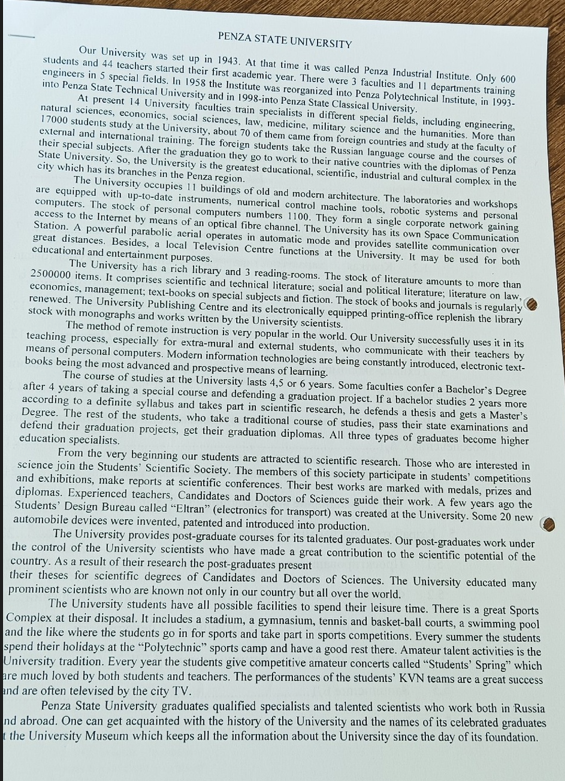 PENZA STATE UNIVERSITY
Our University was set up in 1943. At that time it was called Penza Industrial Institute. Only 600
students and 44 teachers started their first academic year. There were 3 faculties and 11 departments training
engineers in 5 special fields. In 1958 the Institute was reorganized into Penza Polytechnic Institute, in 1993-
into Penza State Technical University and in 1998-into Penza State Classical University.
At present 14 University faculties train specialists in different special fields, including engineering,
natural sciences, economics, social sciences, law, medicine, military science and the humanities. More than
17000 students study at the University, about 70 of them came from foreign countries and study at the faculty of
external and international training. The foreign students take the Russian language course and the courses of
their special subjects. After the graduation they go to work to their native countries with the diplomas of Penza
State University. So, the University is the greatest educational, scientific, industrial and cultural complex in the
city which has its branches in the Penza region.
The University occupies 11 buildings of old and modern architecture. The laboratories and workshops
are equipped with up-to-date instruments, numerical control machine tools, robotic systems and personal
computers. The stock of personal computers numbers 1100. They form a single corporate network gaining
access to the Internet by means of an optical fibre channel. The University has its own Space Communication
Station. A powerful parabolic aerial operates in automatic mode and provides satellite communication over
great distances. Besides, a local Television Centre functions at the University. It may be used for both
educational and entertainment purposes.
The University has a rich library and 3 reading-rooms. The stock of literature amounts to more than
2500000 items. It comprises scientific and technical literature; social and political literature; literature on law,
economics, management; text-books on special subjects and fiction. The stock of books and journals is regularly
renewed. The University Publishing Centre and its electronically equipped printing-office replenish the library
stock with monographs and works written by the University scientists.
The method of remote instruction is very popular in the world. Our University successfully uses it in its
teaching process, especially for extra-mural and external students, who communicate with their teachers by
means of personal computers. Modern information technologies are being constantly introduced, electronic text-
books being the most advanced and prospective means of learning.
The course of studies at the University lasts 4,5 or 6 years. Some faculties confer a Bachelor's Degree
after 4 years of taking a special course and defending a graduation project. If a bachelor studies 2 years more
according to a definite syllabus and takes part in scientific research, he defends a thesis and gets a Master's
Degree. The rest of the students, who take a traditional course of studies, pass their state examinations and
defend their graduation projects, get their graduation diplomas. All three types of graduates become higher
education specialists.
From the very beginning our students are attracted to scientific research. Those who are interested in
science join the Students' Scientific Society. The members of this society participate in students' competitions
and exhibitions, make reports at scientific conferences. Their best works are marked with medals, prizes and
diplomas. Experienced teachers, Candidates and Doctors of Sciences guide their work. A few years ago the
Students' Design Bureau called "Eltran" (electronics for transport) was created at the University. Some 20 new
automobile devices were invented, patented and introduced into production.
The University provides post-graduate courses for its talented graduates. Our post-graduates work under
the control of the University scientists who have made a great contribution to the scientific potential of the
country. As a result of their research the post-graduates present
their theses for scientific degrees of Candidates and Doctors of Sciences. The University educated many
prominent scientists who are known not only in our country but all over the world.
The University students have all possible facilities to spend their leisure time. There is a great Sports
Complex at their disposal. It includes a stadium, a gymnasium, tennis and basket-ball courts, a swimming pool
and the like where the students go in for sports and take part in sports competitions. Every summer the students
spend their holidays at the "Polytechnic" sports camp and have a good rest there. Amateur talent activities is the
University tradition. Every year the students give competitive amateur concerts called "Students' Spring" which
are much loved by both students and teachers. The performances of the students' KVN teams are a great success
and are often televised by the city TV.
Penza State University graduates qualified specialists and talented scientists who work both in Russia
nd abroad. One can get acquainted with the history of the University and the names of its celebrated graduates
t the University Museum which keeps all the information about the University since the day of its foundation.